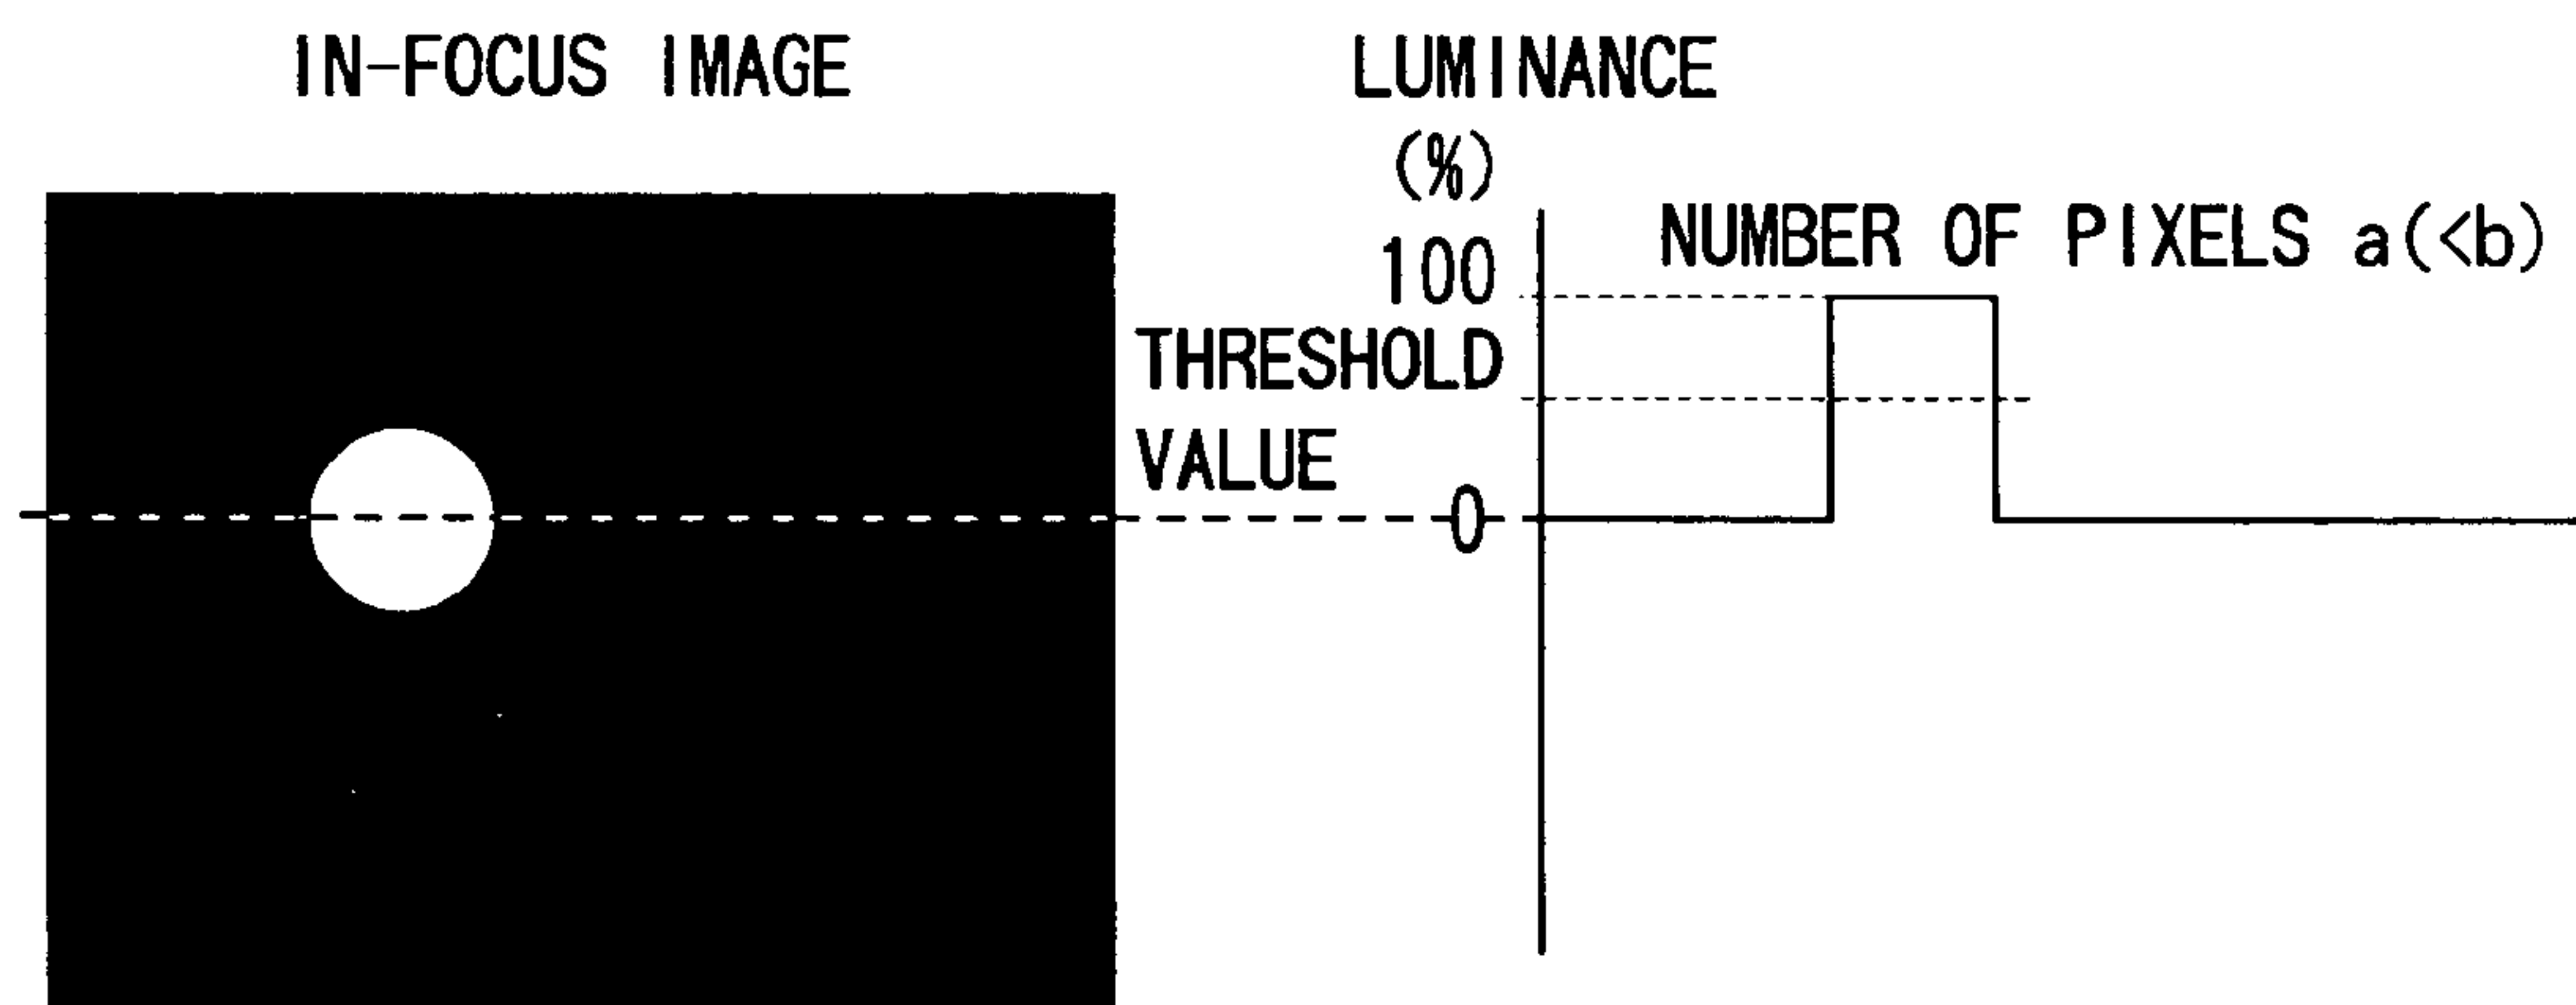 IN-FOCUS IMAGE
LUMINANCE
(%)
100
NUMBER OF PIXELS a(<b)
THRESHOLD
VALUE
0